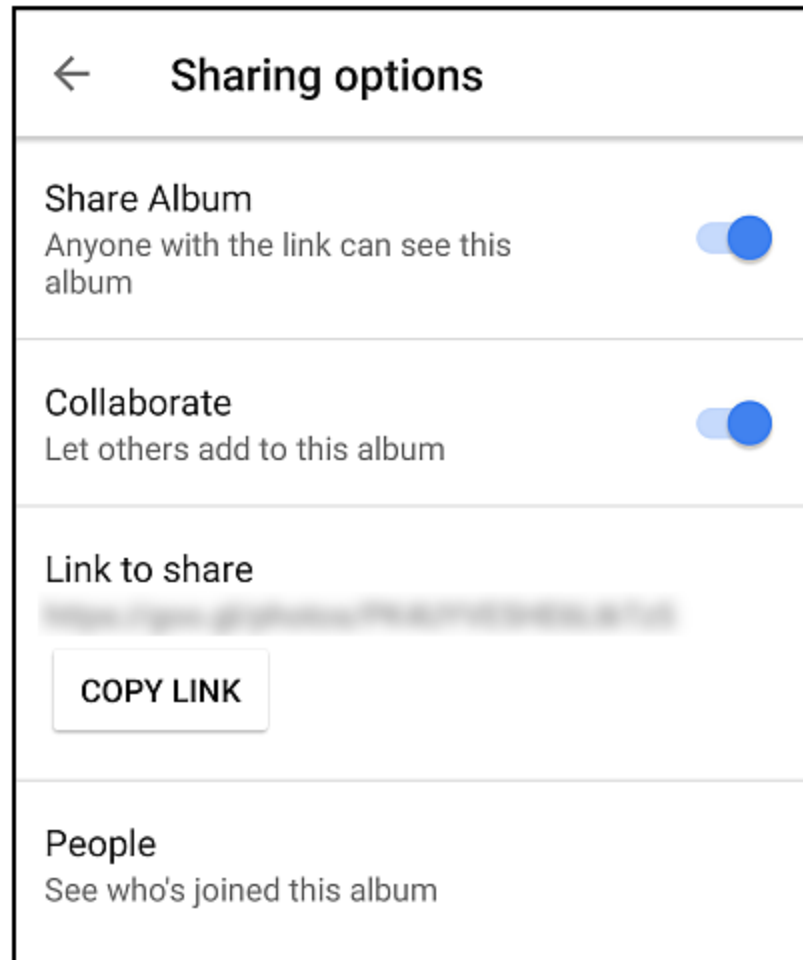 Sharing options
Share Album
Anyone with the link can see this
album
Collaborate
Let others add to this album
Link to share
COPY LINK
People
See who's joined this album